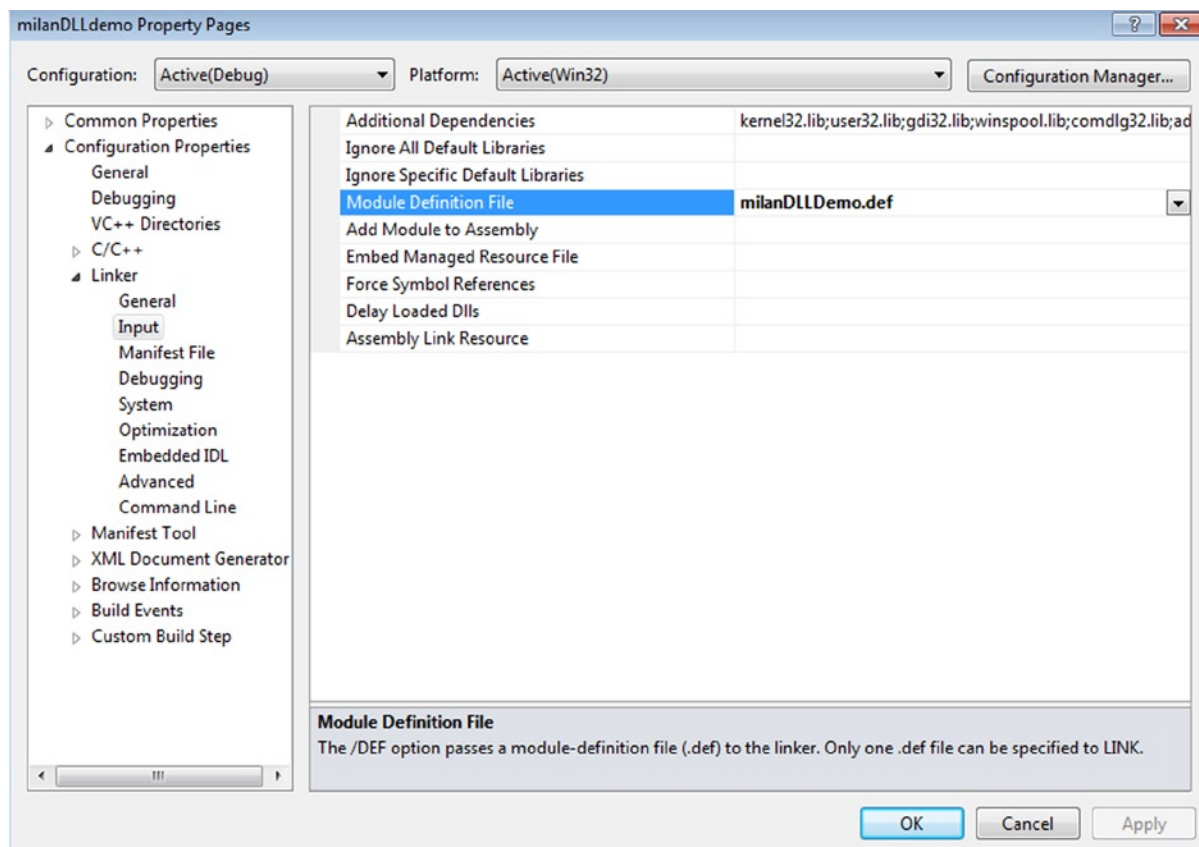 milanDLLdemo Property Pages
Configuration: Active(Debug) Platform: Active(Win32) Configuration Manager...
Common Properties
Configuration Properties
General
Debugging
VC++ Directories
C/C++
Linker
General
Input
Manifest File
Debugging
System
Optimization
Embedded IDL
Advanced
Command Line
Manifest Tool
XML Document Generator
Browse Information
Build Events
Custom Build Step
Additional Dependencies kernel32.lib;user32.lib;gdi32.lib;winspool.lib;comdlg32.lib;ad
Ignore All Default Libraries
Ignore Specific Default Libraries
Module Definition File milanDLLDemo.def
Add Module to Assembly
Embed Managed Resource File
Force Symbol References
Delay Loaded Dlls
Assembly Link Resource
Module Definition File
The /DEF option passes a module-definition file (.def) to the linker. Only one .def file can be specified to LINK.
OK Cancel Apply